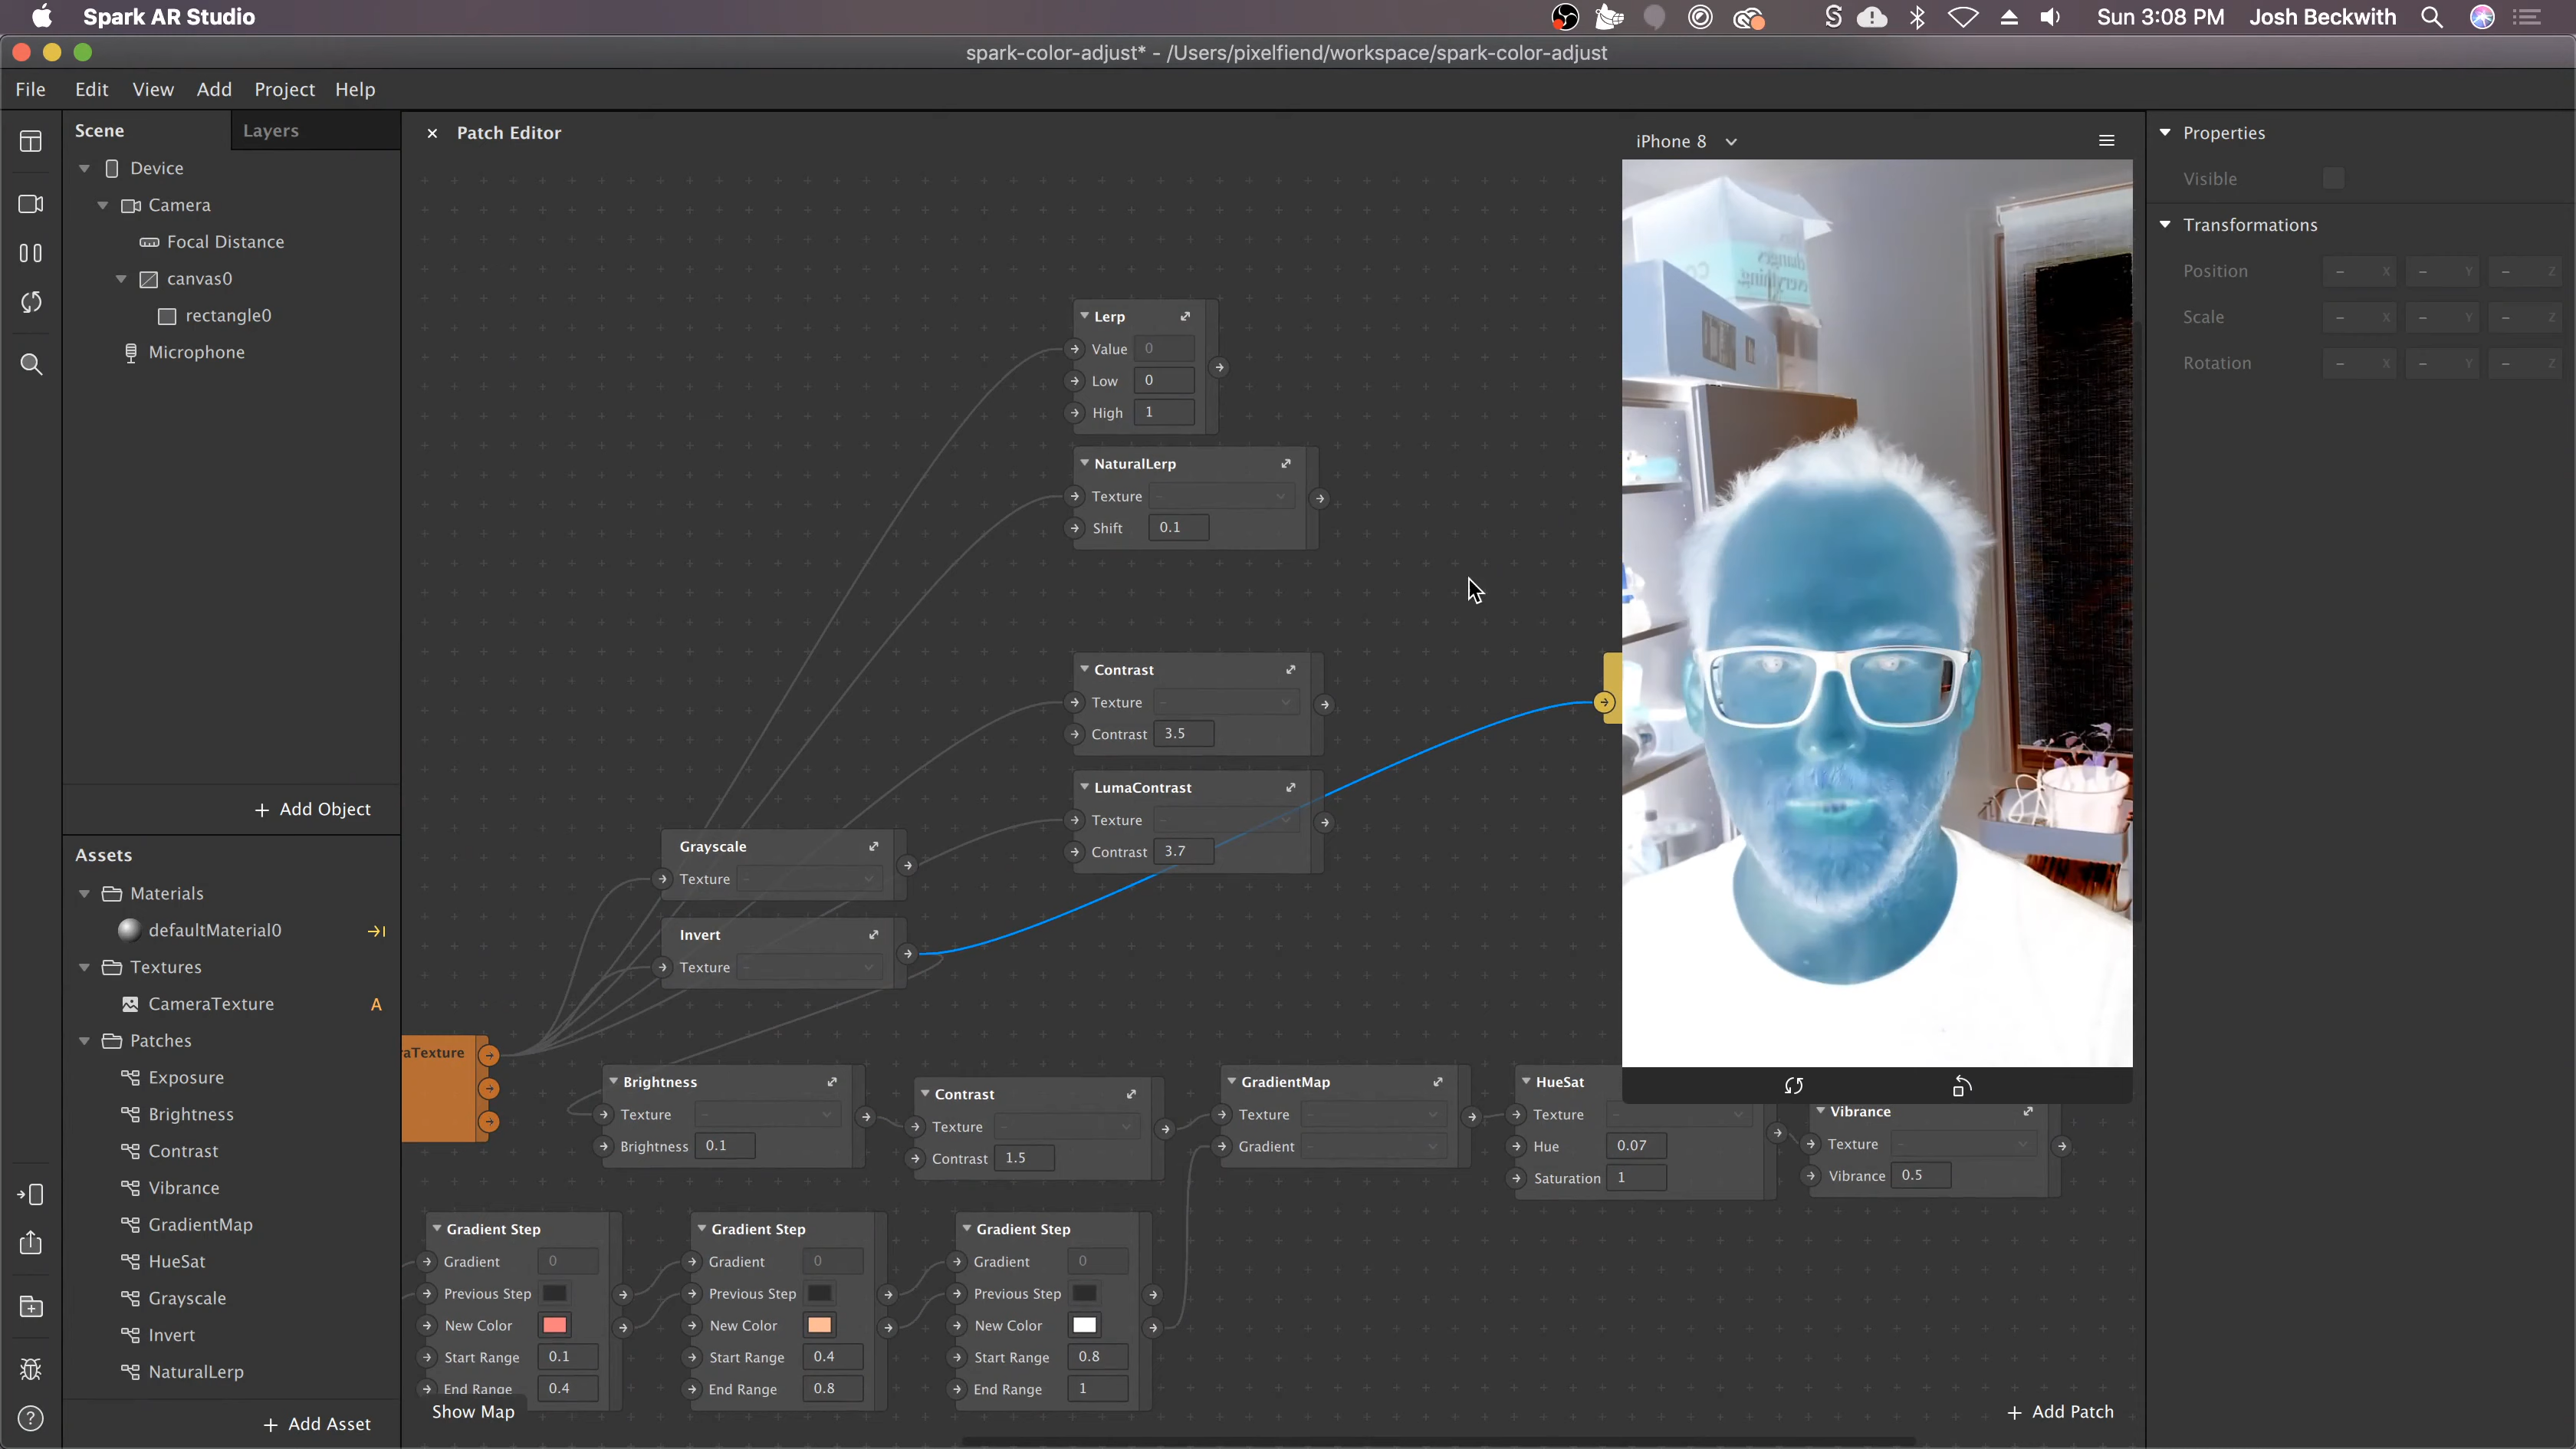 Spark AR Studio
Sun 3:08 PM Josh Beckwith
spark-color-adjust* - /Users/pixelfiend/workspace/spark-color-adjust
File Edit View Add Project Help
Scene Layers
Device
Camera
Focal Distance
canvas0
rectangle0
Microphone
+ Add Object
Assets
Materials
defaultMaterial0
Textures
CameraTexture A
Patches
Exposure
Brightness
Contrast
Vibrance
GradientMap
HueSat
Grayscale
Invert
NaturalLerp
+ Add Asset
× Patch Editor
Lerp
Value 0
Low 0
High 1
NaturalLerp
Texture -
Shift 0.1
Contrast
Texture -
Contrast 3.5
LumaContrast
Texture -
Contrast 3.7
Grayscale
Texture -
Invert
Texture -
raTexture
Brightness
Texture -
Brightness 0.1
Contrast
Texture -
Contrast 1.5
GradientMap
Texture -
Gradient -
HueSat
Texture -
Hue 0.07
Saturation 1
Vibrance
Texture -
Vibrance 0.5
Gradient Step
Gradient 0
Previous Step
New Color
Start Range 0.1
End Range 0.4
Gradient Step
Gradient 0
Previous Step
New Color
Start Range 0.4
End Range 0.8
Gradient Step
Gradient 0
Previous Step
New Color
Start Range 0.8
End Range 1
Show Map
+ Add Patch
iPhone 8
danges
everything
Properties
Visible
Transformations
Position - X - Y - Z
Scale - X - Y - Z
Rotation - X - Y - Z